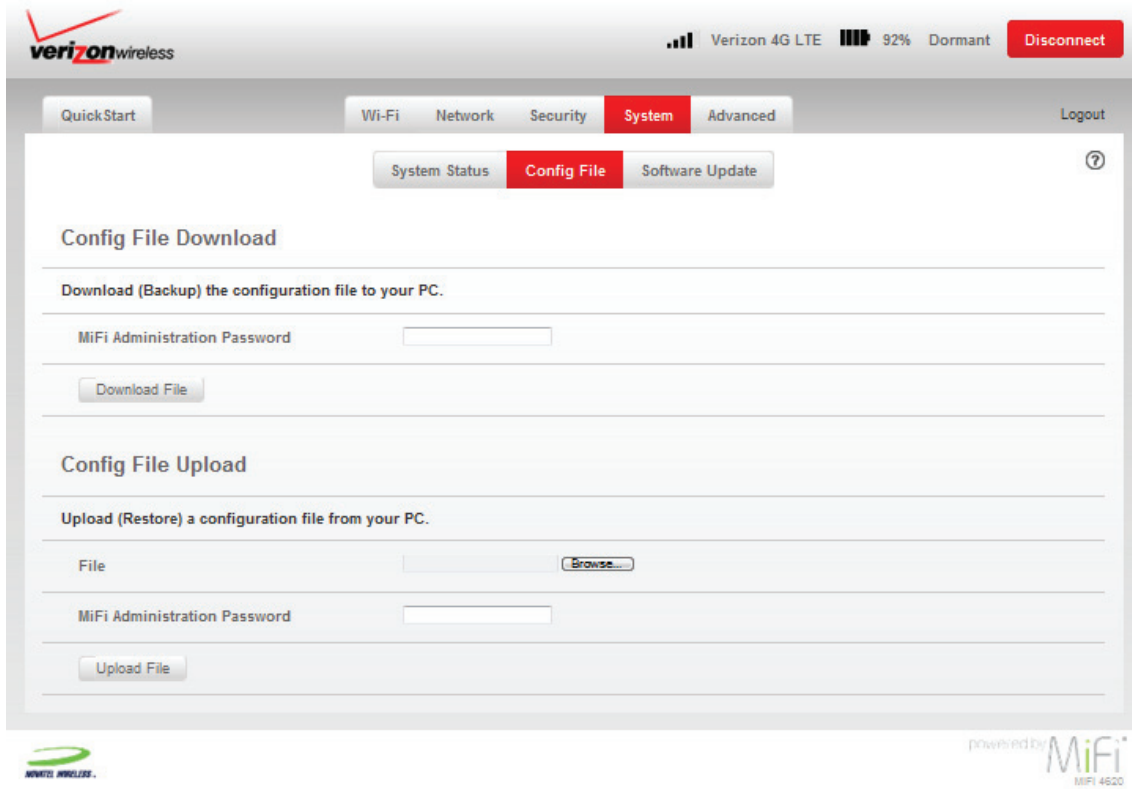 verizonwireless
Verizon 4G LTE 92% Dormant Disconnect
QuickStart Wi-Fi Network Security System Advanced Logout
System Status Config File Software Update ?
Config File Download
Download (Backup) the configuration file to your PC.
MiFi Administration Password
Download File
Config File Upload
Upload (Restore) a configuration file from your PC.
File Browse...
MiFi Administration Password
Upload File
NOVATEL WIRELESS.
powered by MiFi
MIFI 4620